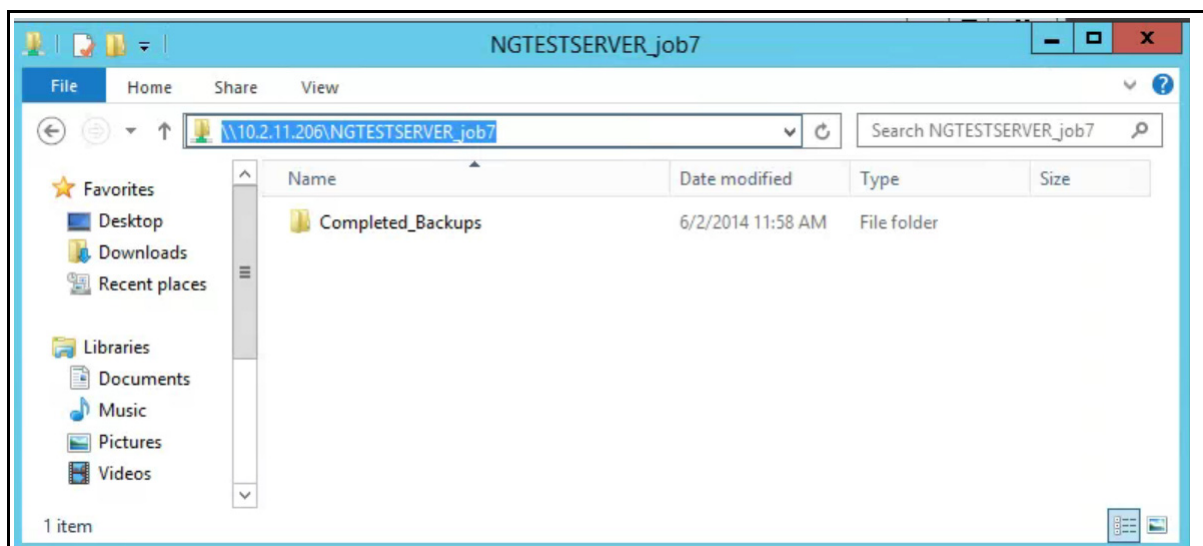 NGTESTSERVER_job7
File Home Share View
\\10.2.11.206\NGTESTSERVER_job7 Search NGTESTSERVER_job7
Name Date modified Type Size
Favorites
Completed_Backups 6/2/2014 11:58 AM File folder
Desktop
Downloads
Recent places
Libraries
Documents
Music
Pictures
Videos
1 item